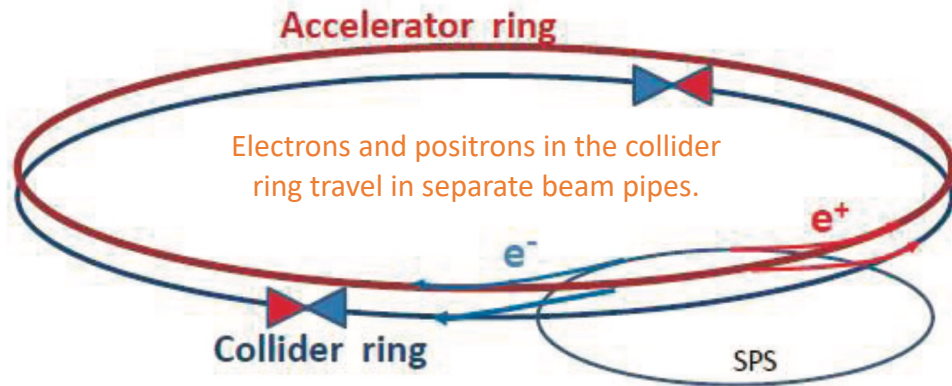 Accelerator ring
Electrons and positrons in the collider
ring travel in separate beam pipes.
e⁺
e⁻
Collider ring
SPS